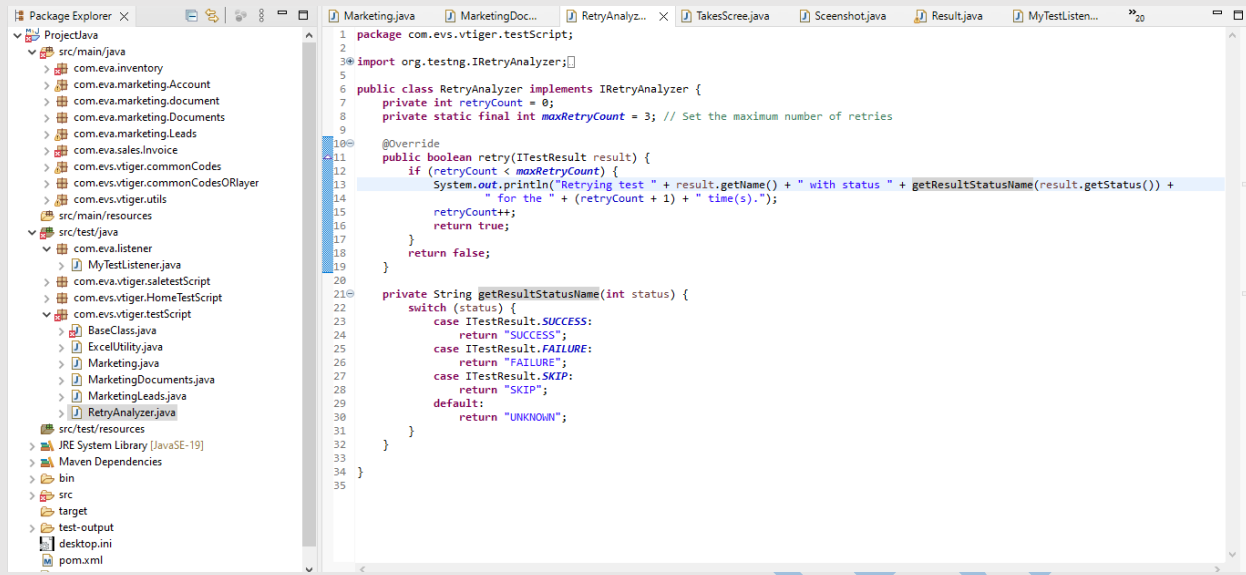 Package Explorer
ProjectJava
src/main/java
com.eva.inventory
com.eva.marketing.Account
com.eva.marketing.document
com.eva.marketing.Documents
com.eva.marketing.Leads
com.eva.sales.Invoice
com.evs.vtiger.commonCodes
com.evs.vtiger.commonCodesORlayer
com.evs.vtiger.utils
src/main/resources
src/test/java
com.eva.listener
MyTestListener.java
com.eva.vtiger.saletestScript
com.evs.vtiger.HomeTestScript
com.evs.vtiger.testScript
BaseClass.java
ExcelUtility.java
Marketing.java
MarketingDocuments.java
MarketingLeads.java
RetryAnalyzer.java
src/test/resources
JRE System Library [JavaSE-19]
Maven Dependencies
bin
src
target
test-output
desktop.ini
pom.xml
Marketing.java MarketingDoc... RetryAnalyz... TakesScree.java Sceenshot.java Result.java MyTestListen... »20
1 package com.evs.vtiger.testScript;
2
3 import org.testng.IRetryAnalyzer;
5
6 public class RetryAnalyzer implements IRetryAnalyzer {
7 private int retryCount = 0;
8 private static final int maxRetryCount = 3; // Set the maximum number of retries
9
10 @Override
11 public boolean retry(ITestResult result) {
12 if (retryCount < maxRetryCount) {
13 System.out.println("Retrying test " + result.getName() + " with status " + getResultStatusName(result.getStatus()) +
14 " for the " + (retryCount + 1) + " time(s).");
15 retryCount++;
16 return true;
17 }
18 return false;
19 }
20
21 private String getResultStatusName(int status) {
22 switch (status) {
23 case ITestResult.SUCCESS:
24 return "SUCCESS";
25 case ITestResult.FAILURE:
26 return "FAILURE";
27 case ITestResult.SKIP:
28 return "SKIP";
29 default:
30 return "UNKNOWN";
31 }
32 }
33
34 }
35